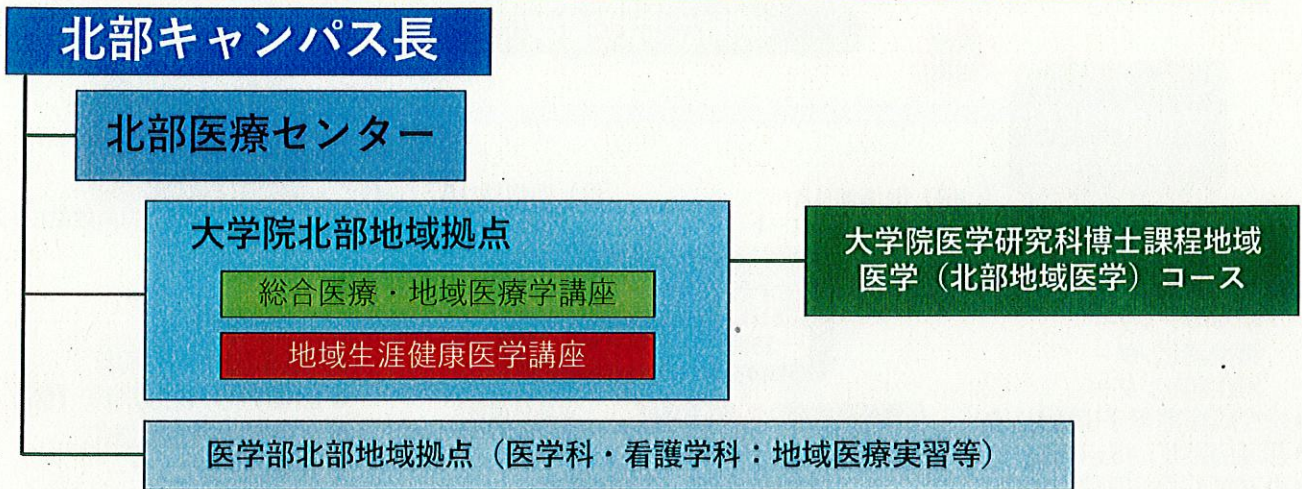 北部キャンパス長
北部医療センター
大学院北部地域拠点
総合医療・地域医療学講座
地域生涯健康医学講座
大学院医学研究科博士課程地域
医学（北部地域医学）コース
医学部北部地域拠点（医学科・看護学科：地域医療実習等）